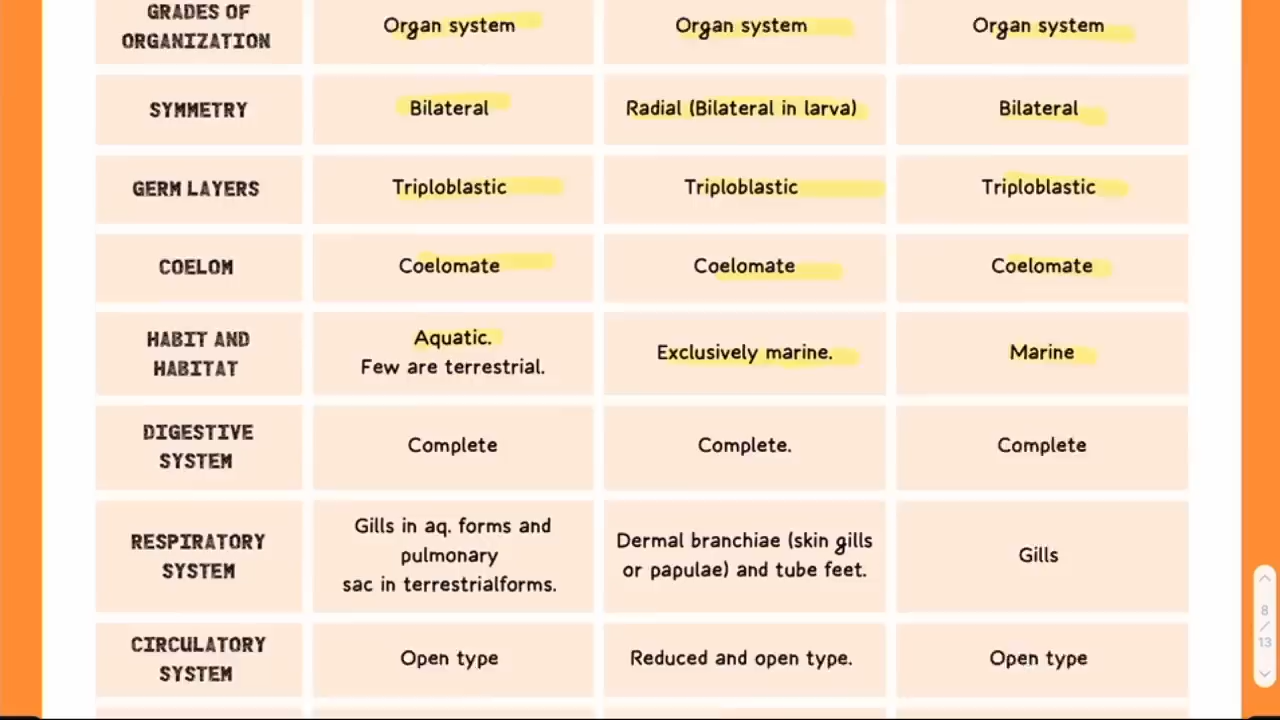 GRADES OF
ORGANIZATION
Organ system
Organ system
Organ system
SYMMETRY
Bilateral
Radial (Bilateral in larva)
Bilateral
GERM LAYERS
Triploblastic
Triploblastic
Triploblastic
COELOM
Coelomate
Coelomate
Coelomate
HABIT AND
HABITAT
Aquatic.
Few are terrestrial.
Exclusively marine.
Marine
DIGESTIVE
SYSTEM
Complete
Complete.
Complete
RESPIRATORY
SYSTEM
Gills in aq. forms and
pulmonary
sac in terrestrialforms.
Dermal branchiae (skin gills
or papulae) and tube feet.
Gills
CIRCULATORY
SYSTEM
Open type
Reduced and open type.
Open type
8
/
13